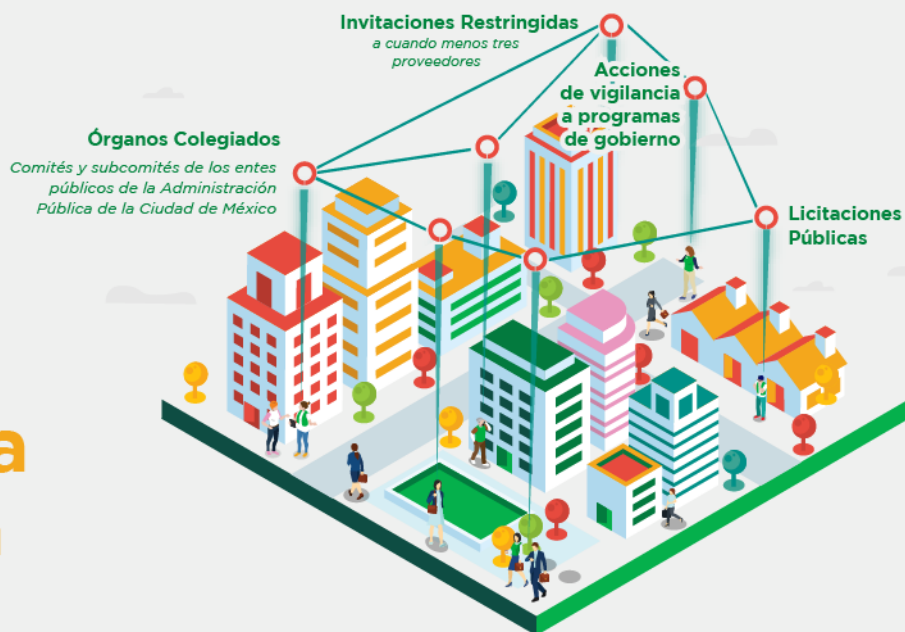 Invitaciones Restringidas
a cuando menos tres
proveedores
Acciones
de vigilancia
a programas
de gobierno
Órganos Colegiados
Comités y subcomités de los entes
públicos de la Administración
Pública de la Ciudad de México
Licitaciones
Públicas
a